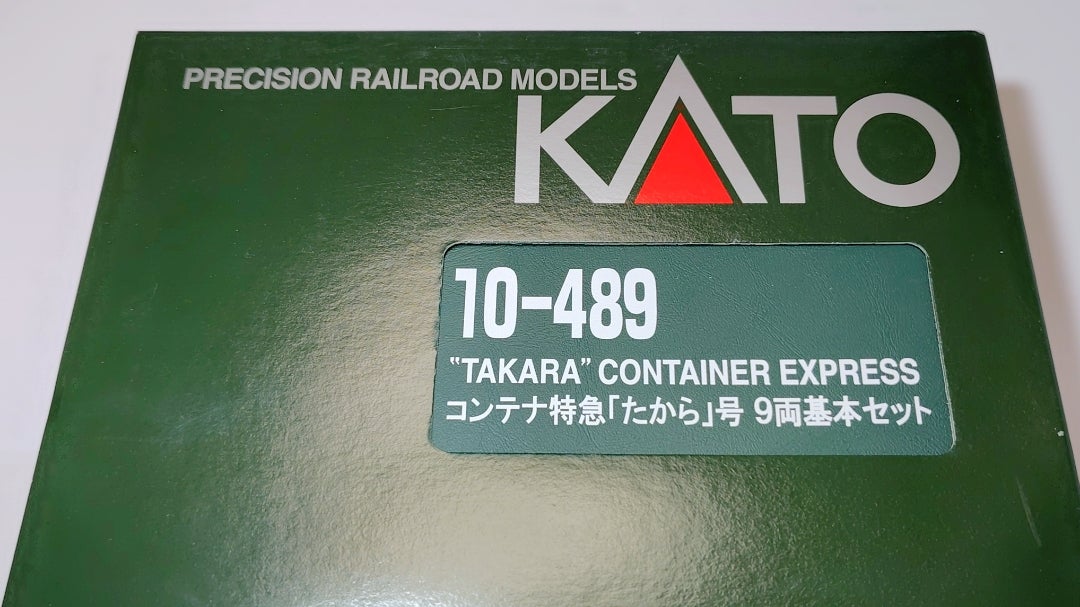 PRECISION RAILROAD MODELS
KATO
10-489
"TAKARA" CONTAINER EXPRESS
コンテナ特急「たから」号 9両基本セット